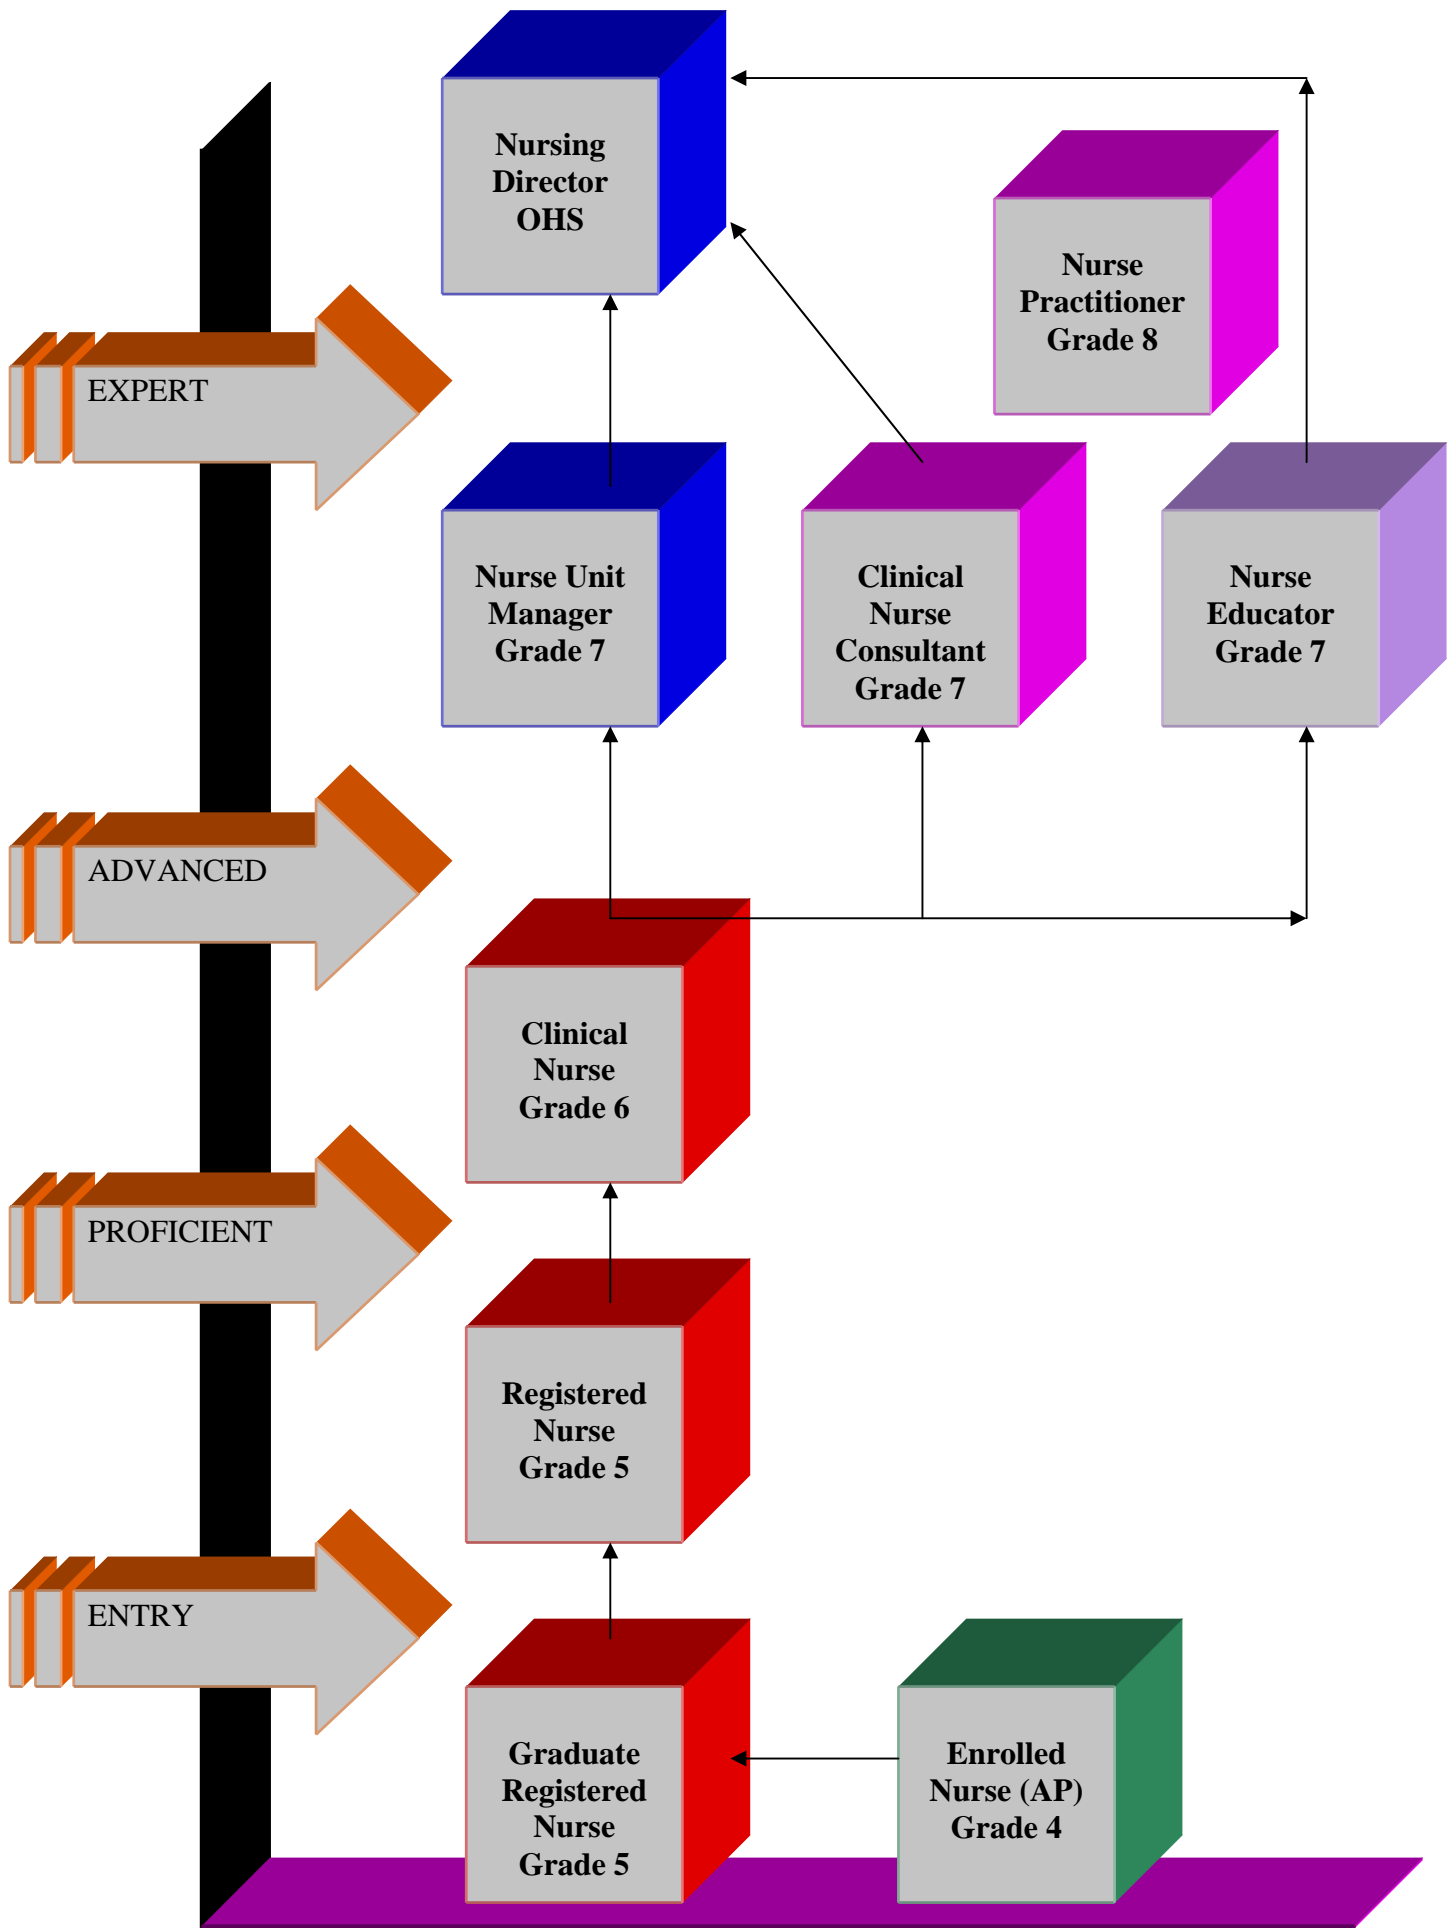 Nursing
Director
OHS
Nurse
Practitioner
Grade 8
EXPERT
Nurse Unit
Manager
Grade 7
Clinical
Nurse
Consultant
Grade 7
Nurse
Educator
Grade 7
ADVANCED
Clinical
Nurse
Grade 6
PROFICIENT
Registered
Nurse
Grade 5
ENTRY
Graduate
Registered
Nurse
Grade 5
Enrolled
Nurse (AP)
Grade 4